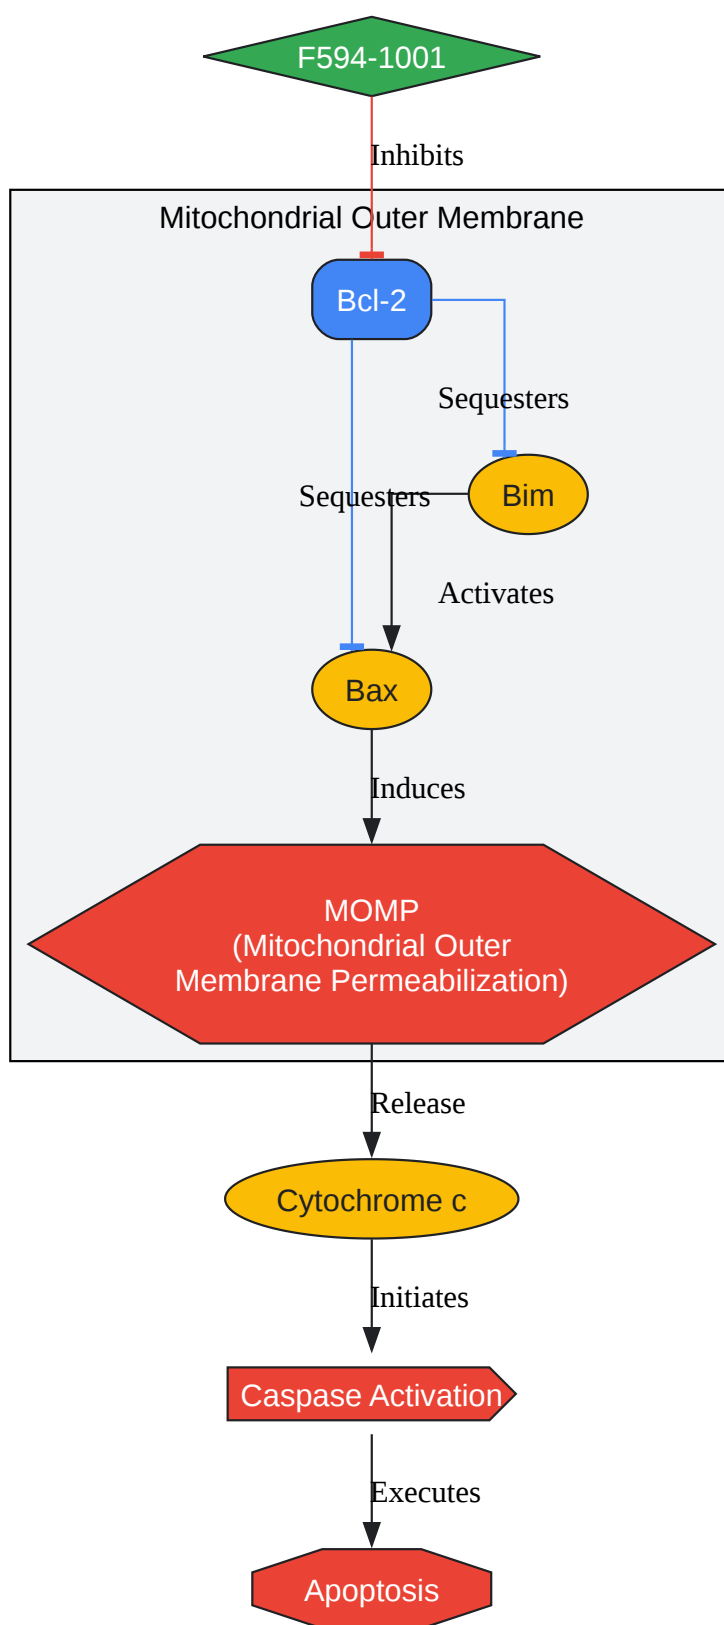 F594-1001
Inhibits
Mitochondrial Outer Membrane
Bcl-2
Sequesters
Sequesters
Bim
Activates
Bax
Induces
MOMP
(Mitochondrial Outer
Membrane Permeabilization)
Release
Cytochrome c
Initiates
Caspase Activation
Executes
Apoptosis